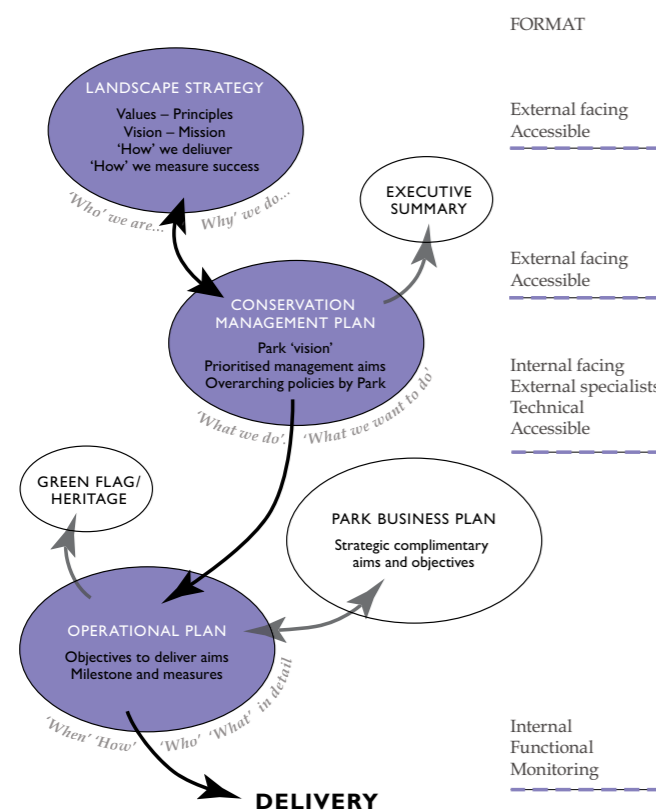 FORMAT
LANDSCAPE STRATEGY
Values – Principles
Vision – Mission
'How' we deliuver
'How' we measure success
'Who' we are... Why' we do...
External facing
Accessible
EXECUTIVE
SUMMARY
External facing
Accessible
CONSERVATION
MANAGEMENT PLAN
Park 'vision'
Prioritised management aims
Overarching policies by Park
'What we do'. 'What we want to do'
Internal facing
External specialists
Technical
Accessible
GREEN FLAG/
HERITAGE
PARK BUSINESS PLAN
Strategic complimentary
aims and objectives
OPERATIONAL PLAN
Objectives to deliver aims
Milestone and measures
'When' 'How' 'Who' 'What' in detail
Internal
Functional
Monitoring
DELIVERY